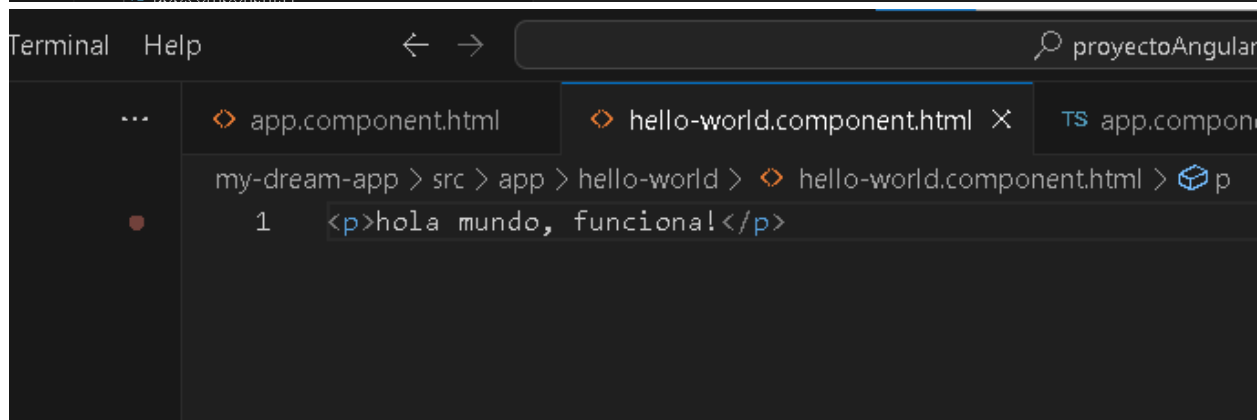 Terminal Help proyectoAngular
app.component.html hello-world.component.html TS app.compone
my-dream-app > src > app > hello-world > hello-world.component.html > p
1 <p>hola mundo, funciona!</p>